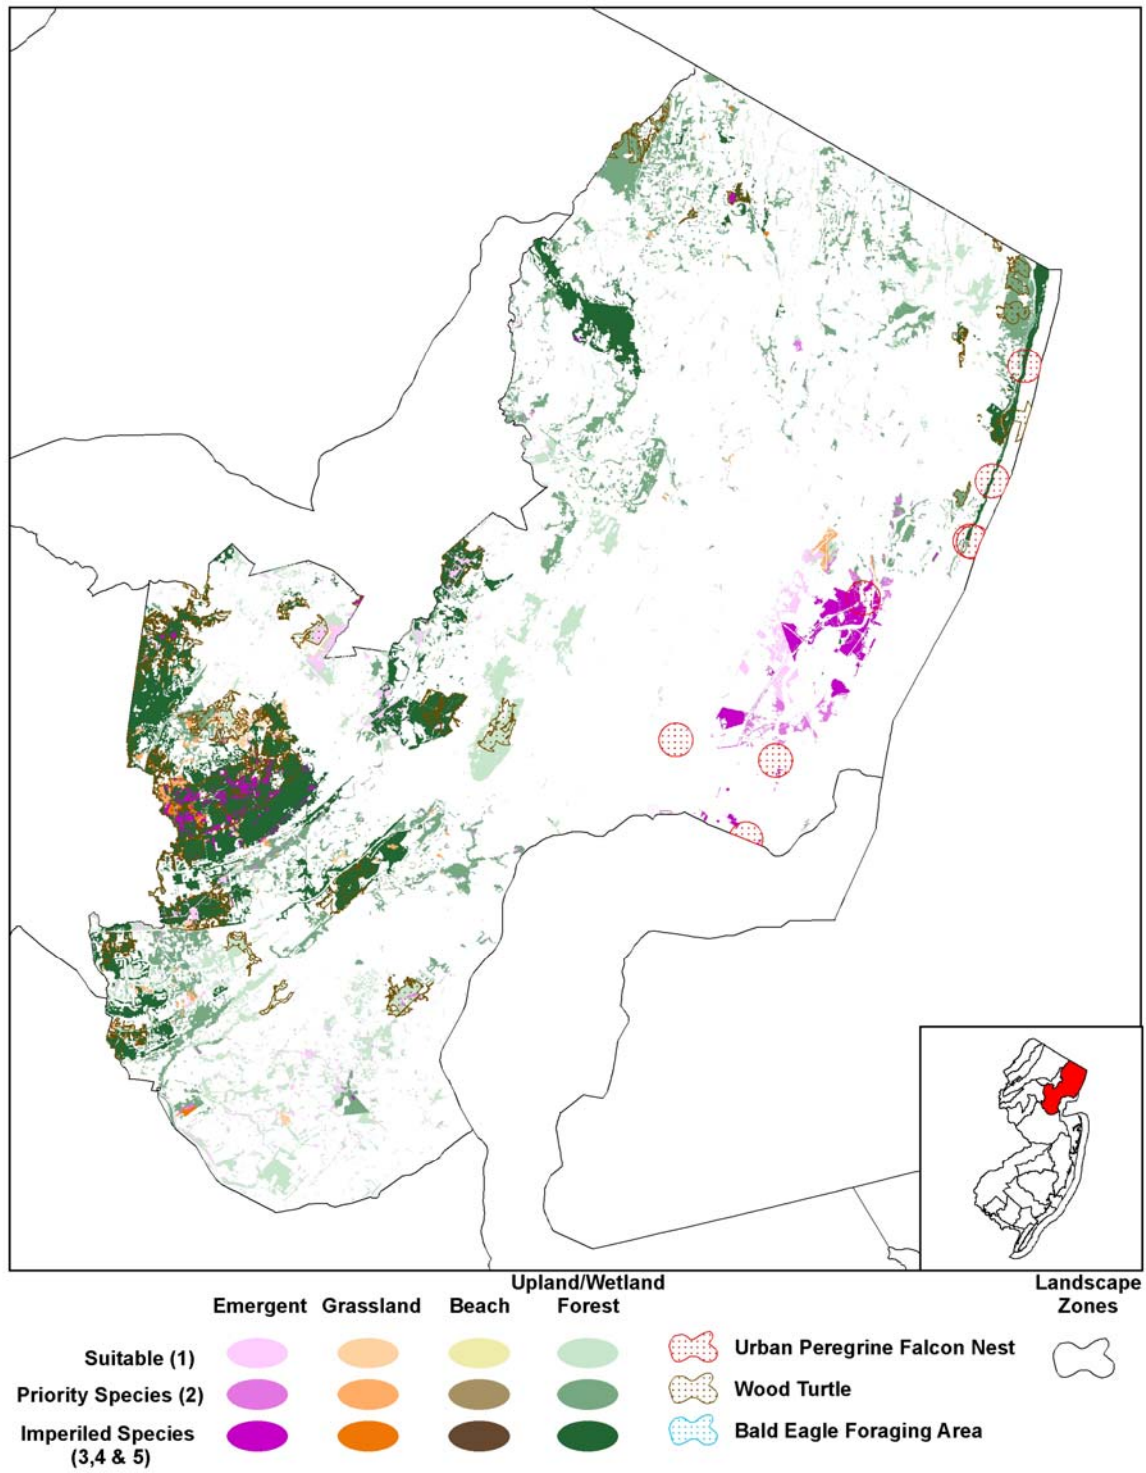 Upland/Wetland
Emergent Grassland Beach Forest
Landscape
Zones
Suitable (1)
Priority Species (2)
Imperiled Species
(3,4 & 5)
Urban Peregrine Falcon Nest
Wood Turtle
Bald Eagle Foraging Area